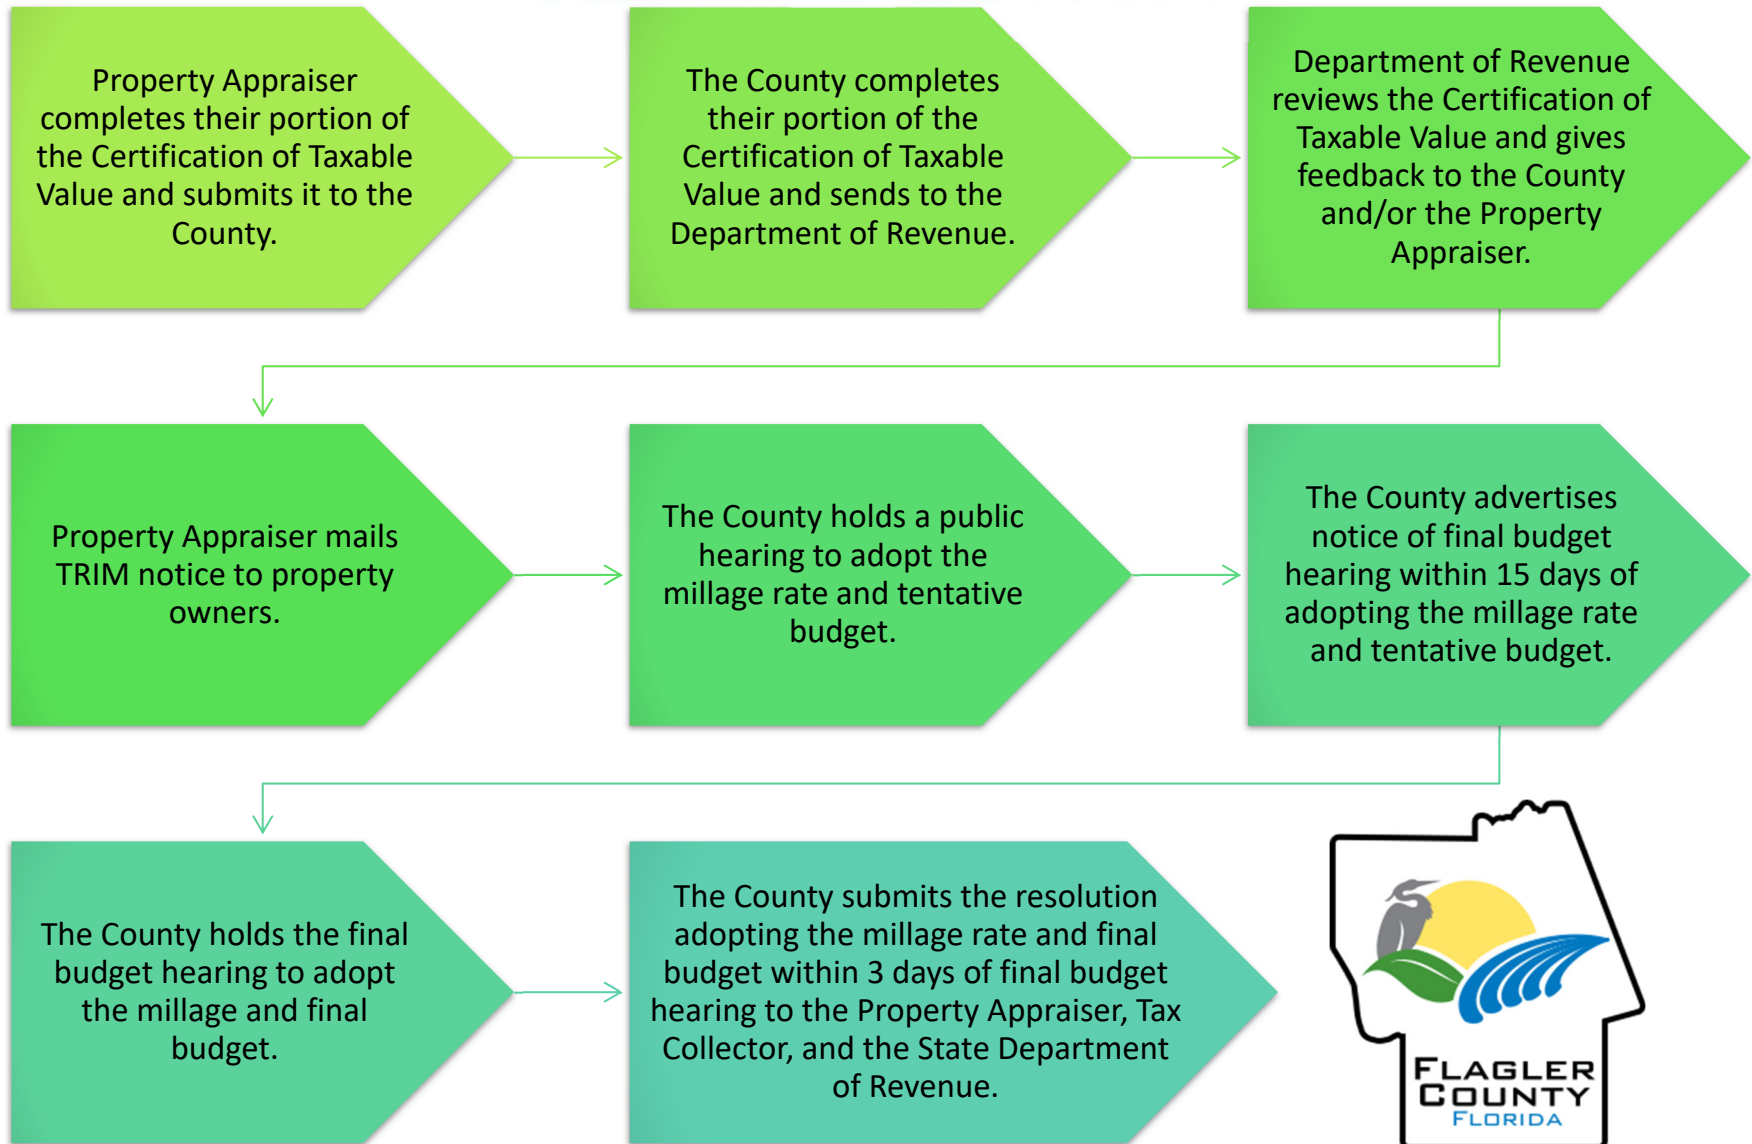 Property Appraiser
completes their portion of
the Certification of Taxable
Value and submits it to the
County.
The County completes
their portion of the
Certification of Taxable
Value and sends to the
Department of Revenue.
Department of Revenue
reviews the Certification of
Taxable Value and gives
feedback to the County
and/or the Property
Appraiser.
Property Appraiser mails
TRIM notice to property
owners.
The County holds a public
hearing to adopt the
millage rate and tentative
budget.
The County advertises
notice of final budget
hearing within 15 days of
adopting the millage rate
and tentative budget.
The County holds the final
budget hearing to adopt
the millage and final
budget.
The County submits the resolution
adopting the millage rate and final
budget within 3 days of final budget
hearing to the Property Appraiser, Tax
Collector, and the State Department
of Revenue.
FLAGLER
COUNTY
FLORIDA